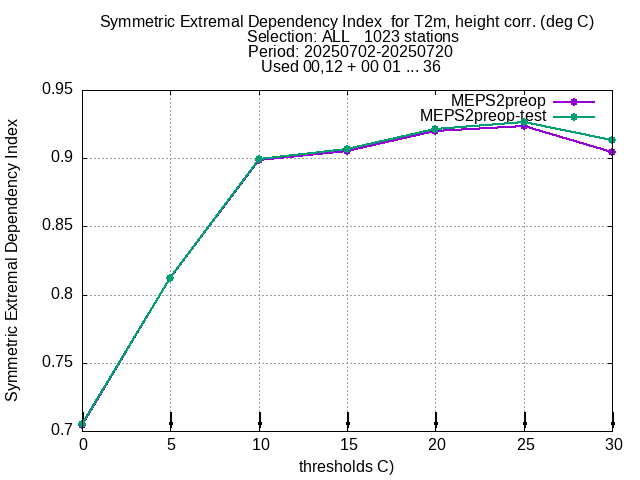 Symmetric Extremal Dependency Index  for T2m, height corr. (deg C)
Selection: ALL   1023 stations
Period: 20250702-20250720
Used 00,12 + 00 01 ... 36
MEPS2preop
MEPS2preop-test
Symmetric Extremal Dependency Index
0.95
0.9
0.85
0.8
0.75
0.7
0 5 10 15 20 25 30
thresholds C)